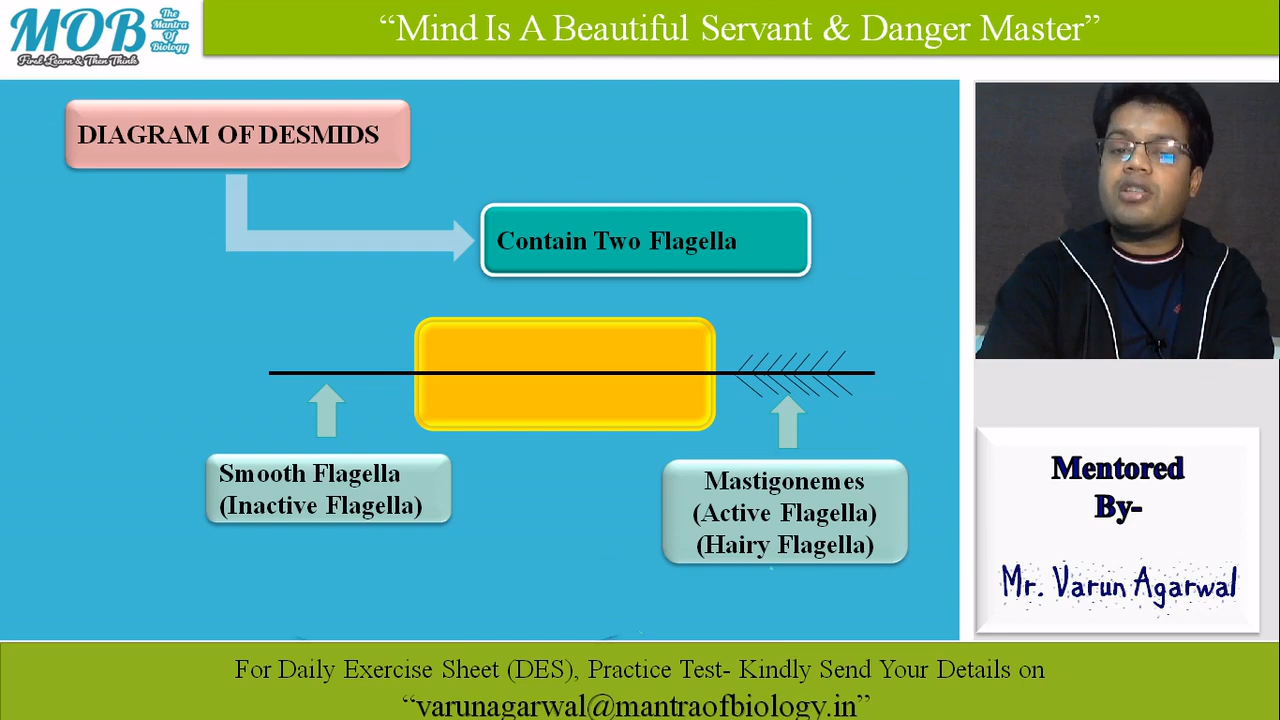 MOB
The
Mantra
Of
Biology
First Learn & Then Think
“Mind Is A Beautiful Servant & Danger Master”
DIAGRAM OF DESMIDS
Contain Two Flagella
Smooth Flagella
(Inactive Flagella)
Mastigonemes
(Active Flagella)
(Hairy Flagella)
Mentored
By-
Mr. Varun Agarwal
For Daily Exercise Sheet (DES), Practice Test- Kindly Send Your Details on
“varunagarwal@mantraofbiology.in”